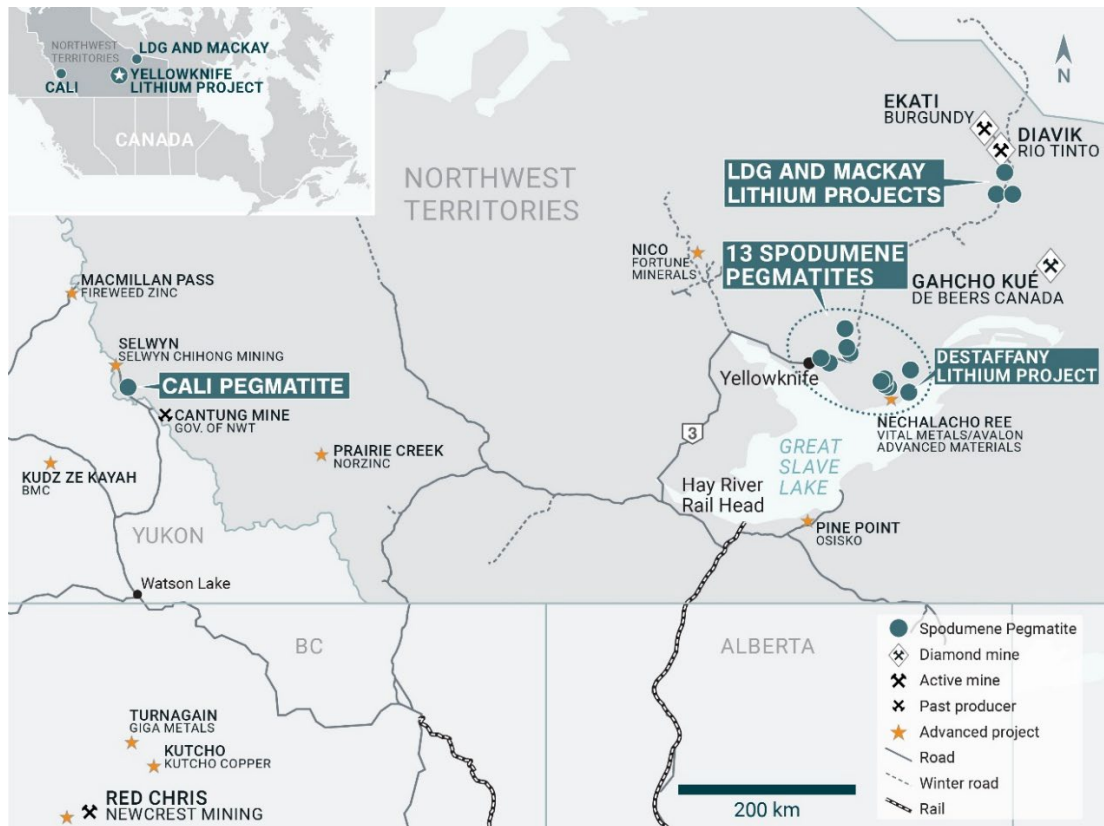 NORTHWEST
TERRITORIES
LDG AND MACKAY
YELLOWKNIFE
LITHIUM PROJECT
CALI
CANADA
N
EKATI
BURGUNDY
DIAVIK
RIO TINTO
LDG AND MACKAY
LITHIUM PROJECTS
NORTHWEST
TERRITORIES
NICO
FORTUNE
MINERALS
13 SPODUMENE
PEGMATITES
GAHCHO KUÉ
DE BEERS CANADA
MACMILLAN PASS
FIREWEED ZINC
SELWYN
SELWYN CHIHONG MINING
CALI PEGMATITE
CANTUNG MINE
GOV. OF NWT
Yellowknife
DESTAFFANY
LITHIUM PROJECT
NECHALACHO REE
VITAL METALS/AVALON
ADVANCED MATERIALS
3
GREAT
SLAVE
LAKE
KUDZ ZE KAYAH
BMC
PRAIRIE CREEK
NORZINC
Hay River
Rail Head
PINE POINT
OSISKO
YUKON
Watson Lake
BC
ALBERTA
TURNAGAIN
GIGA METALS
KUTCHO
KUTCHO COPPER
RED CHRIS
NEWCREST MINING
200 km
Spodumene Pegmatite
Diamond mine
Active mine
Past producer
Advanced project
Road
Winter road
Rail